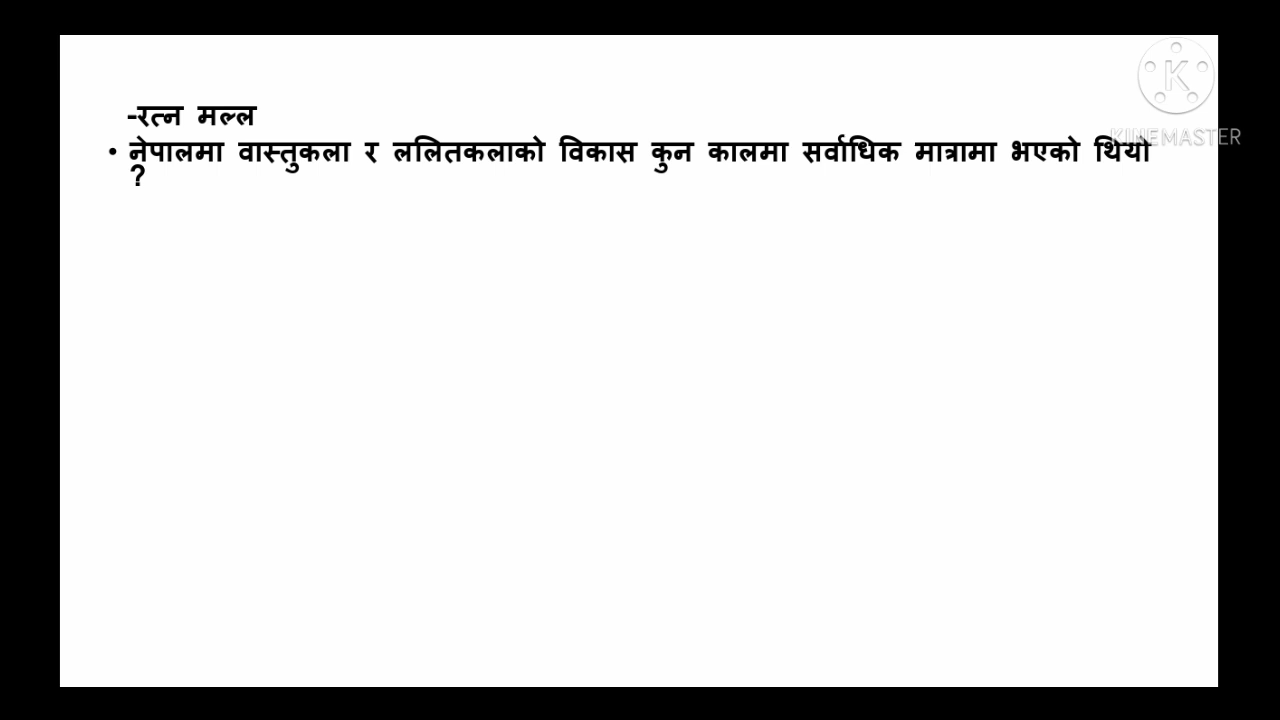 -रत्न मल्ल
• नेपालमा वास्तुकला र ललितकलाको विकास कुन कालमा सर्वाधिक मात्रामा भएको थियो
?
K
KINEMASTER